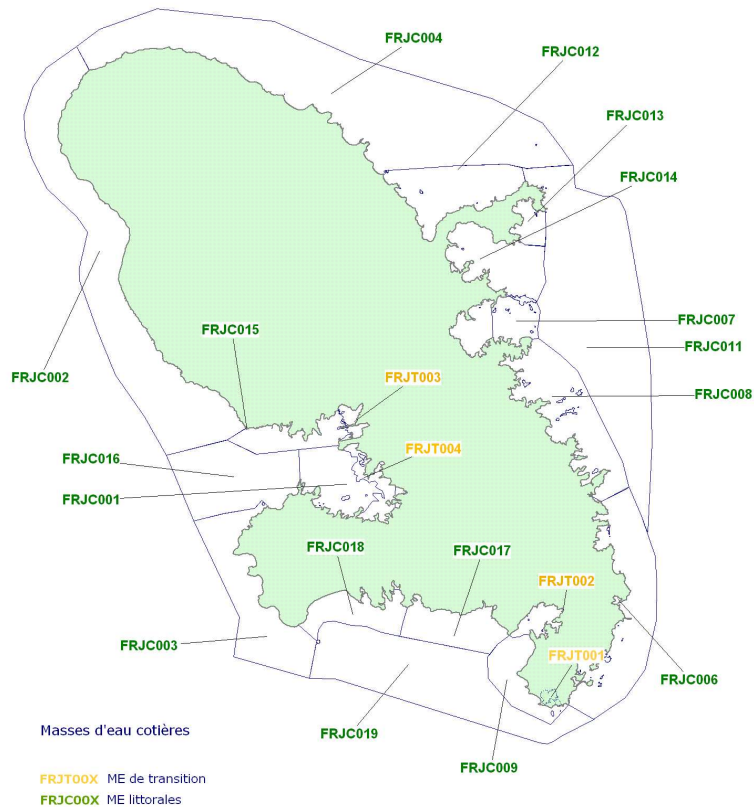 FRJC004
FRJC012
FRJC013
FRJC014
FRJC007
FRJC015
FRJC011
FRJC002
FRJT003
FRJC008
FRJT004
FRJC016
FRJC001
FRJC018
FRJC017
FRJT002
FRJC003
FRJT001
FRJC006
FRJC019
FRJC009
Masses d'eau cotières
FRJT00X ME de transition
FRJC00X ME littorales